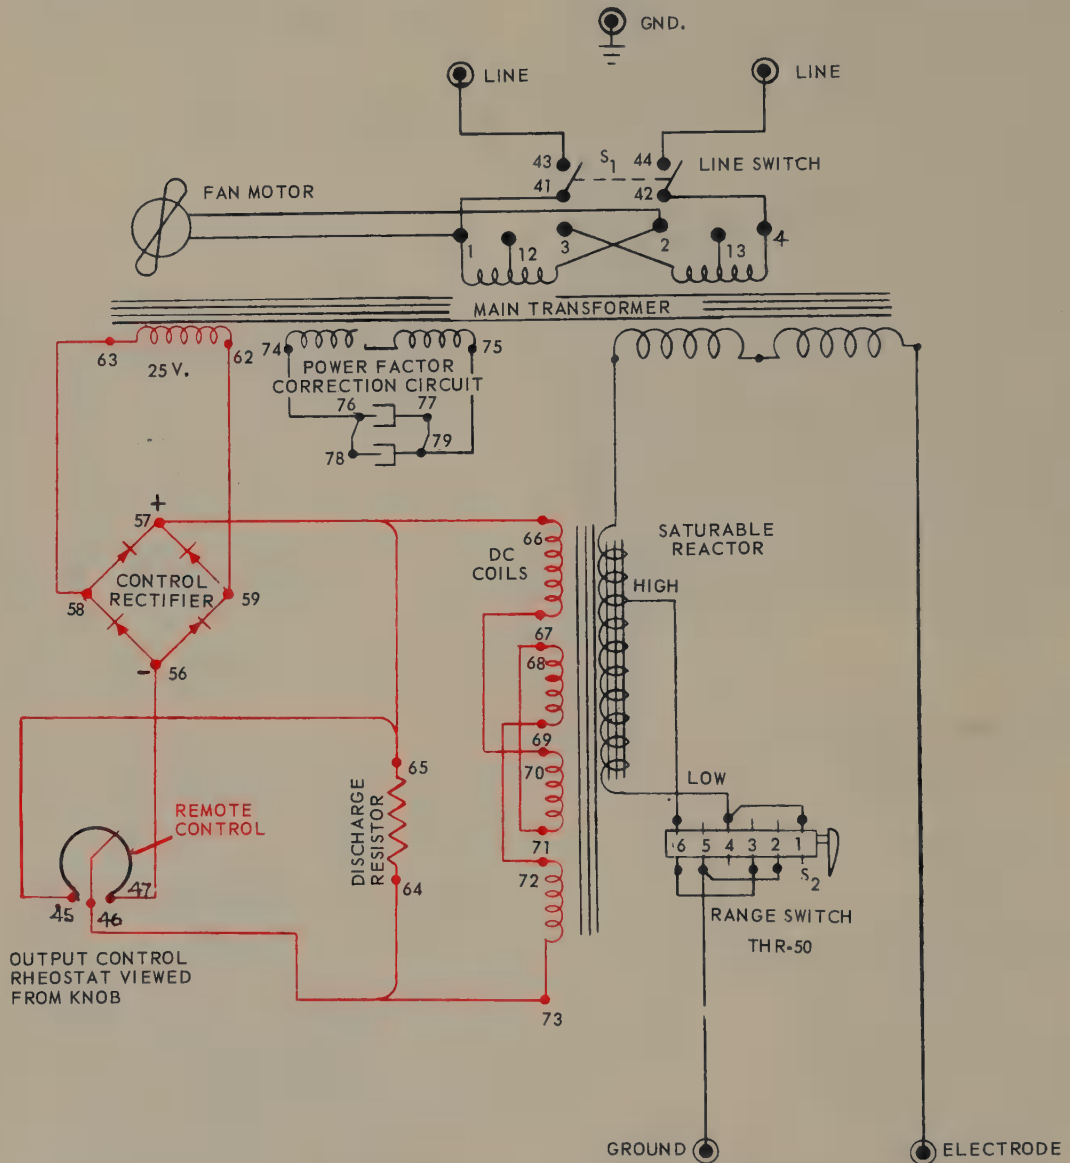 GND.
LINE
LINE
43
S1
44
LINE SWITCH
41
42
FAN MOTOR
1
12
3
2
13
4
MAIN TRANSFORMER
63
25 V.
62
74
75
POWER FACTOR
CORRECTION CIRCUIT
76
77
78
79
+
57
58
CONTROL
RECTIFIER
59
-
56
66
DC
COILS
67
68
69
70
71
72
73
SATURABLE
REACTOR
HIGH
LOW
65
DISCHARGE
RESISTOR
64
REMOTE
CONTROL
45
46
47
OUTPUT CONTROL
RHEOSTAT VIEWED
FROM KNOB
6 5 4 3 2 1
S2
RANGE SWITCH
THR-50
GROUND
ELECTRODE